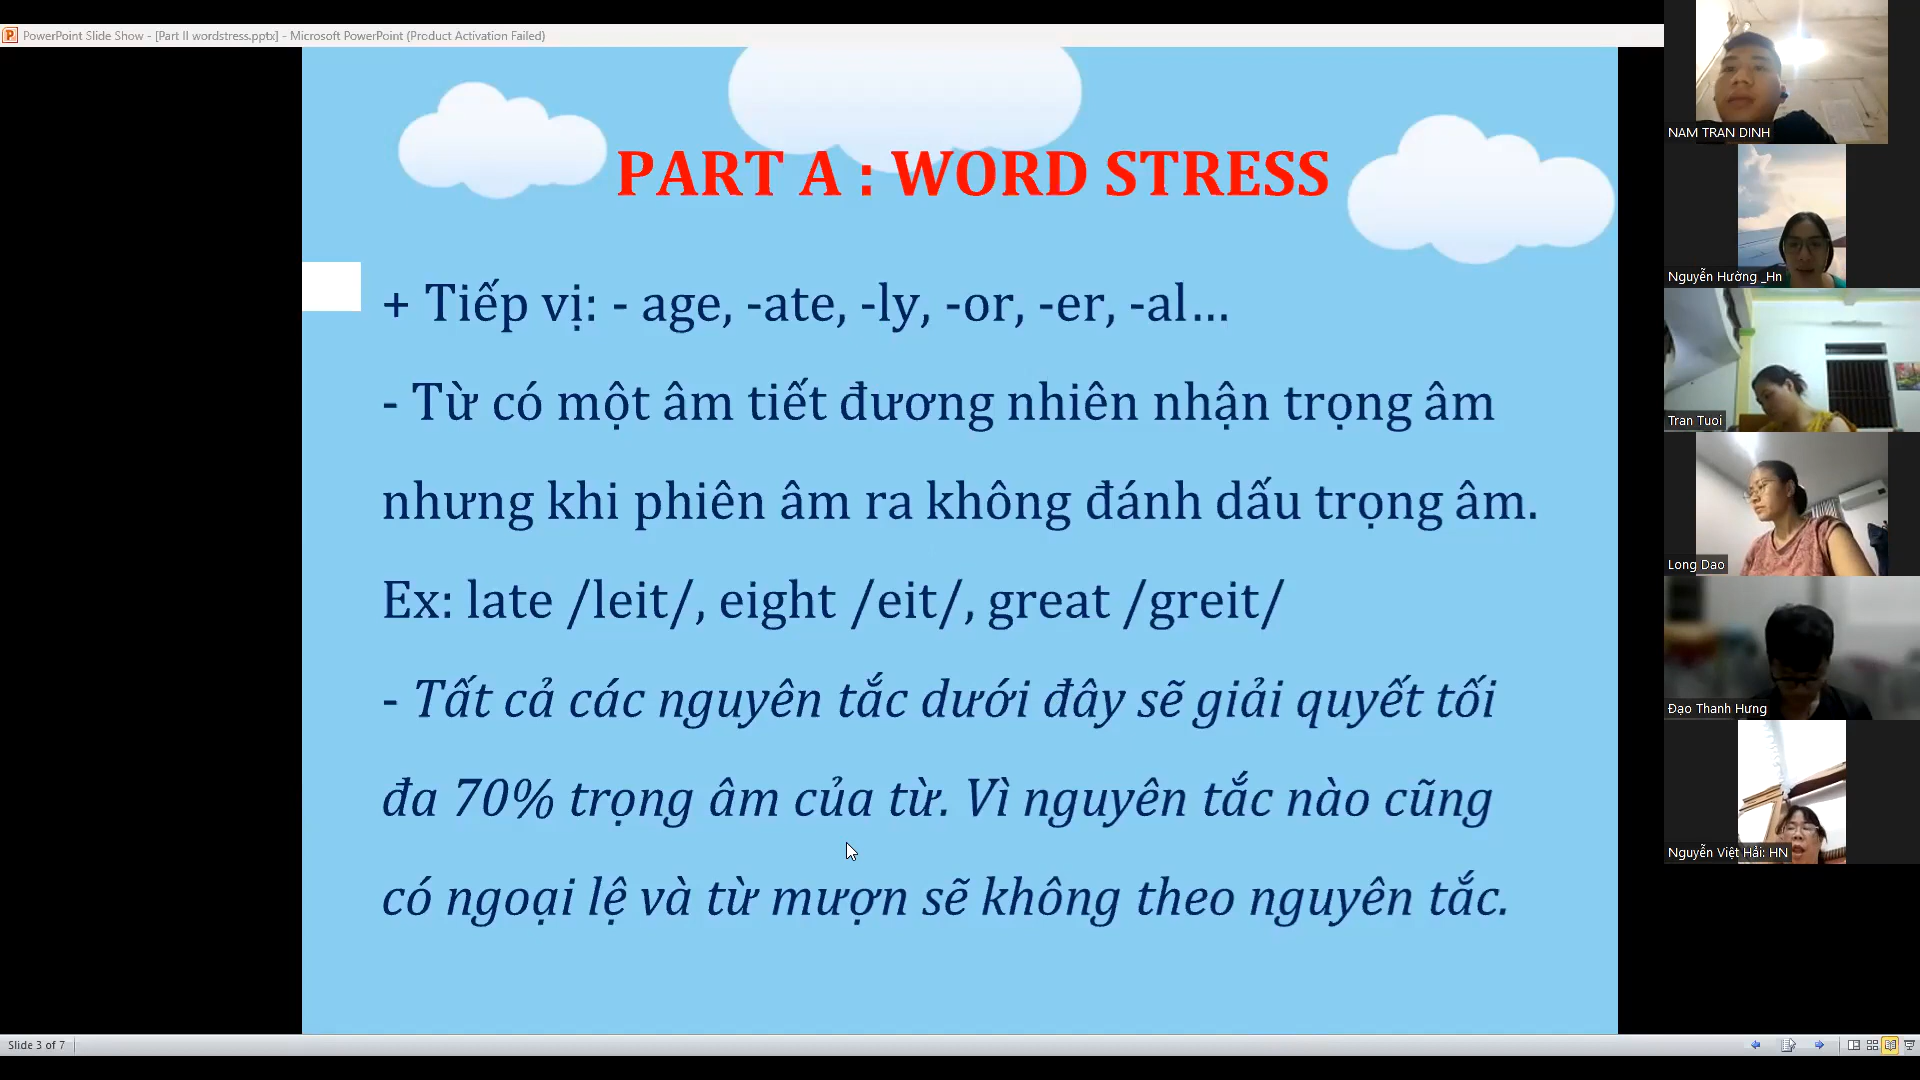 PowerPoint Slide Show - [Part II wordstress.pptx] - Microsoft PowerPoint (Product Activation Failed)
PART A : WORD STRESS
+ Tiếp vị: - age, -ate, -ly, -or, -er, -al...
- Từ có một âm tiết đương nhiên nhận trọng âm
nhưng khi phiên âm ra không đánh dấu trọng âm.
Ex: late /leit/, eight /eit/, great /greit/
- Tất cả các nguyên tắc dưới đây sẽ giải quyết tối
đa 70% trọng âm của từ. Vì nguyên tắc nào cũng
có ngoại lệ và từ mượn sẽ không theo nguyên tắc.
NAM TRAN DINH
Nguyễn Hường _Hn
Tran Tuoi
Long Dao
Đạo Thanh Hưng
Nguyễn Việt Hải: HN
Slide 3 of 7